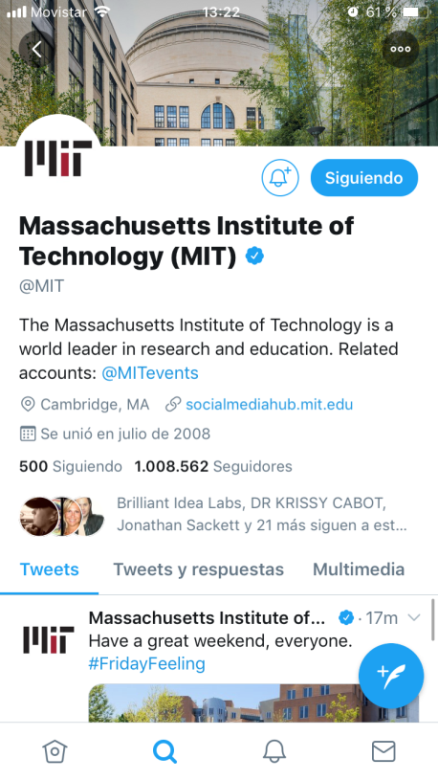 Movistar 13:22 61 %
MIT
Siguiendo
Massachusetts Institute of
Technology (MIT)
@MIT
The Massachusetts Institute of Technology is a
world leader in research and education. Related
accounts: @MITevents
Cambridge, MA socialmediahub.mit.edu
Se unió en julio de 2008
500 Siguiendo 1.008.562 Seguidores
Brilliant Idea Labs, DR KRISSY CABOT,
Jonathan Sackett y 21 más siguen a est...
Tweets Tweets y respuestas Multimedia
Massachusetts Institute of... · 17m
MIT
Have a great weekend, everyone.
#FridayFeeling